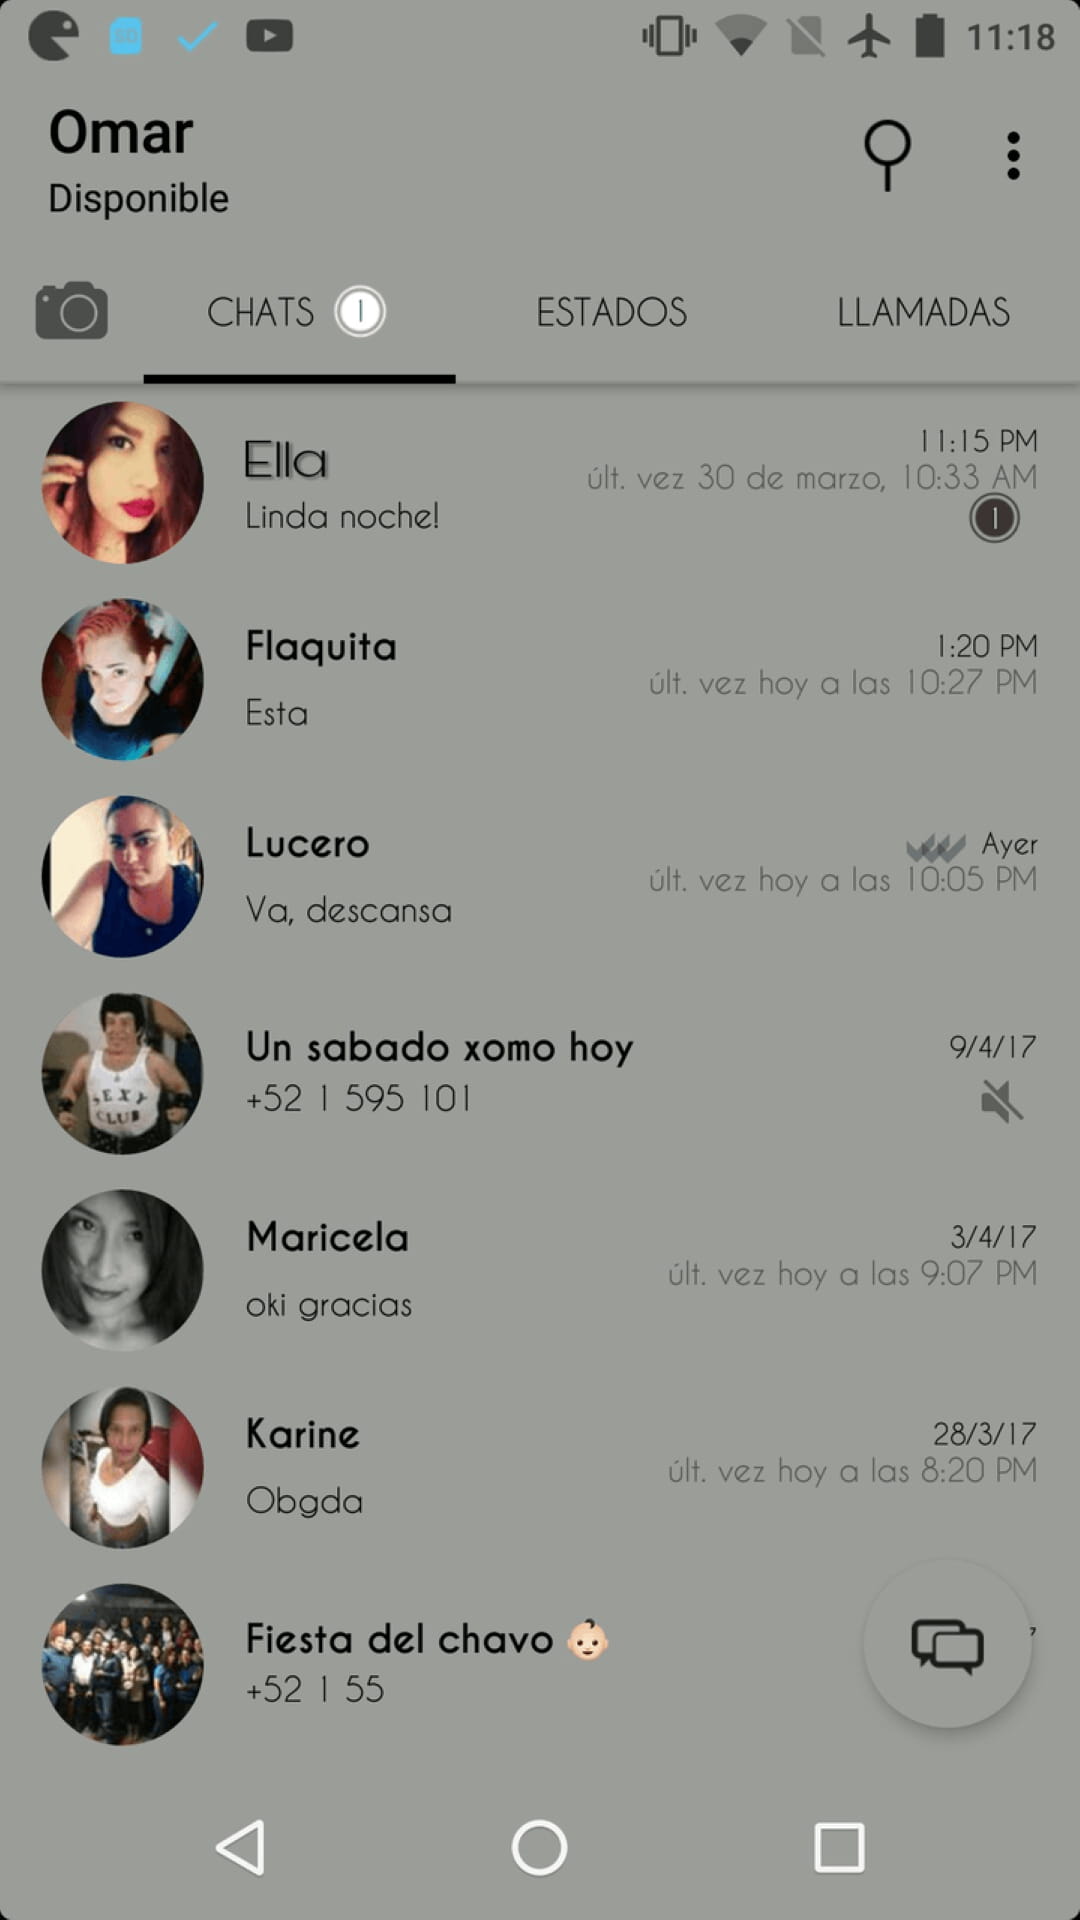 11:18
Omar
Disponible
CHATS 1
ESTADOS
LLAMADAS
Ella
11:15 PM
últ. vez 30 de marzo, 10:33 AM
Linda noche!
1
Flaquita
1:20 PM
últ. vez hoy a las 10:27 PM
Esta
Lucero
Ayer
últ. vez hoy a las 10:05 PM
Va, descansa
Un sabado xomo hoy
9/4/17
+52 1 595 101
SEXY
CLUB
Maricela
3/4/17
últ. vez hoy a las 9:07 PM
oki gracias
Karine
28/3/17
últ. vez hoy a las 8:20 PM
Obgda
Fiesta del chavo 👶🏻
+52 1 55